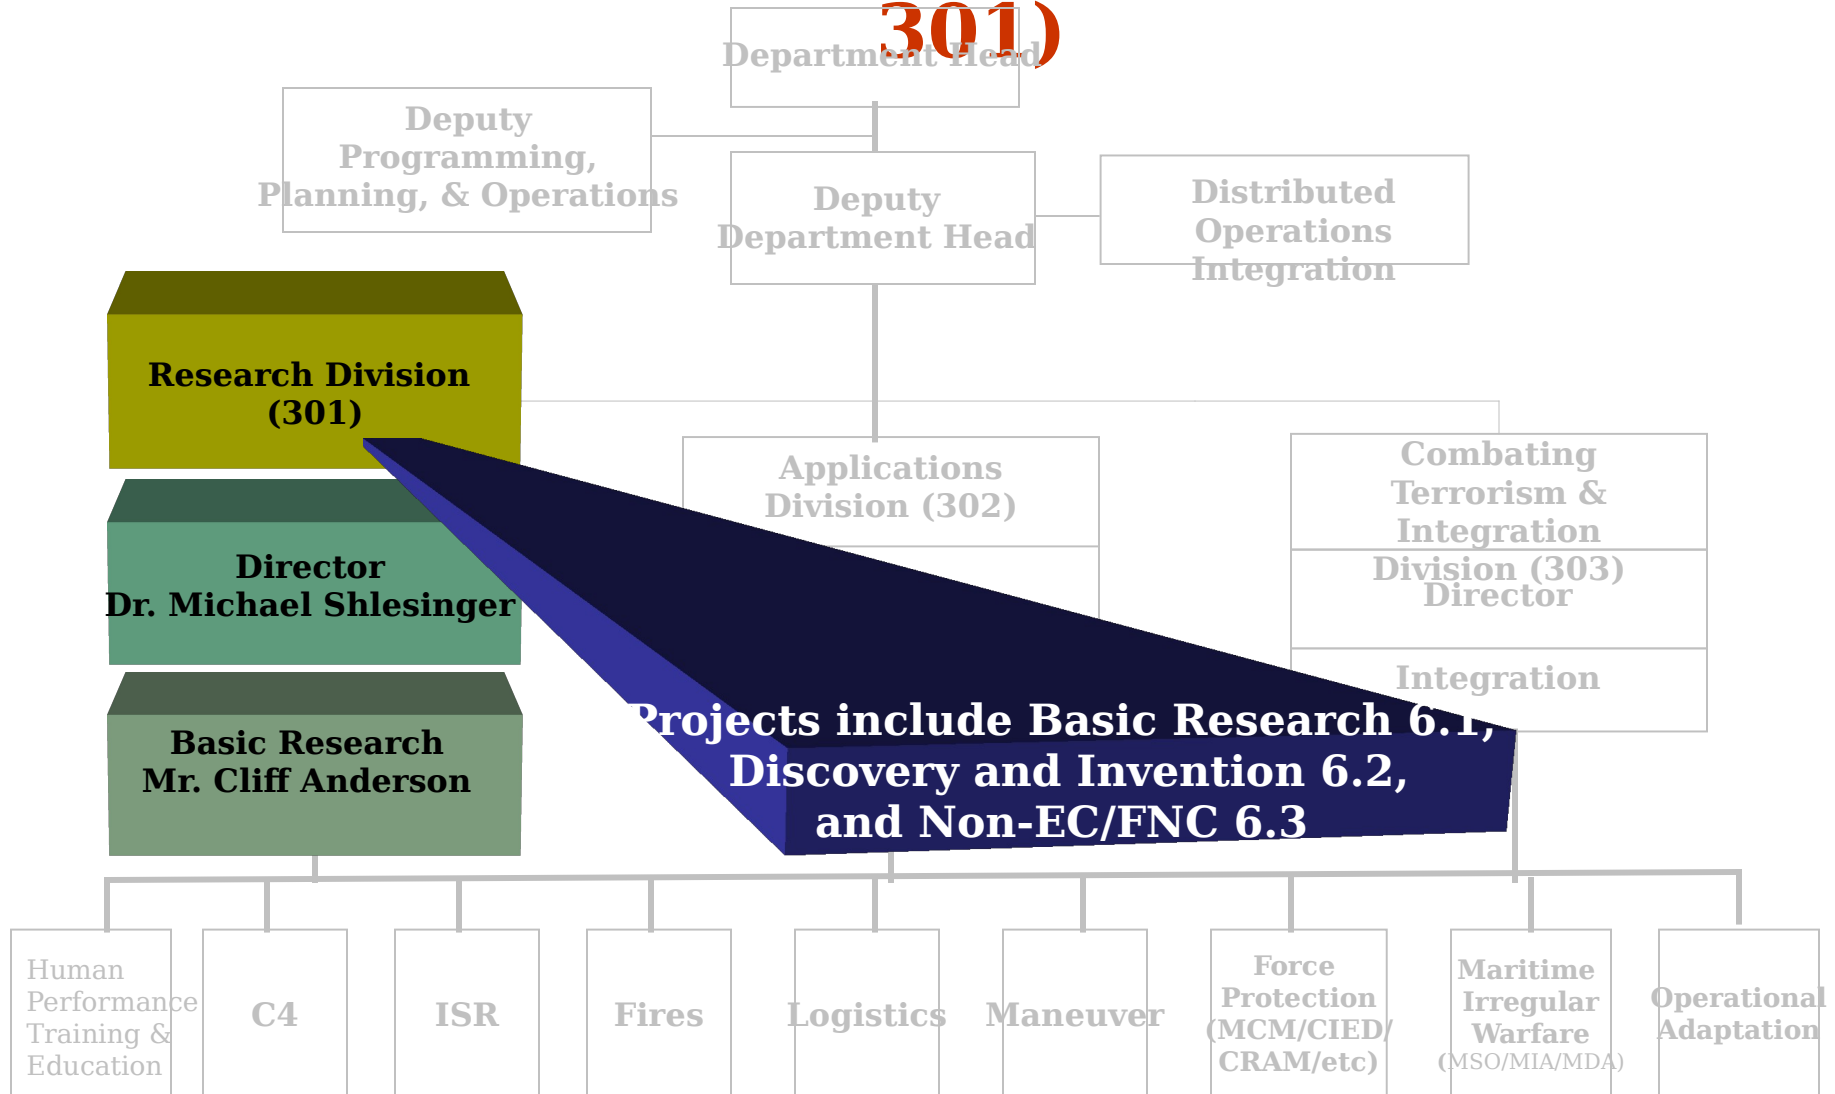 301)
Department Head
Deputy
Programming,
Planning, & Operations
Deputy
Department Head
Distributed
Operations
Integration
Research Division
(301)
Applications
Division (302)
Combating
Terrorism &
Integration
Division (303)
Director
Integration
Director
Dr. Michael Shlesinger
Basic Research
Mr. Cliff Anderson
Projects include Basic Research 6.1,
Discovery and Invention 6.2,
and Non-EC/FNC 6.3
Human
Performance
Training &
Education
C4
ISR
Fires
Logistics
Maneuver
Force
Protection
(MCM/CIED/
CRAM/etc)
Maritime
Irregular
Warfare
(MSO/MIA/MDA)
Operational
Adaptation